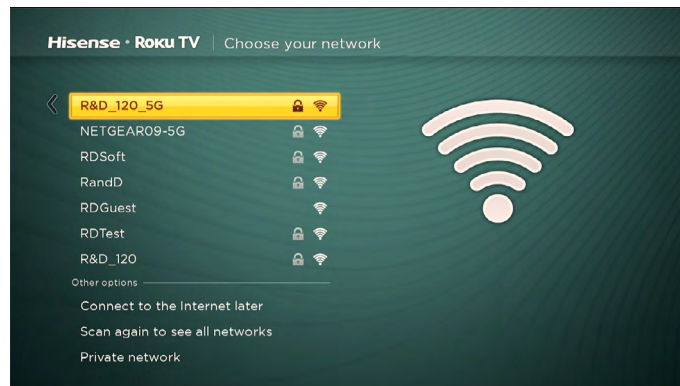 Hisense · ROKU TV | Choose your network
R&D_120_5G
NETGEAR09-5G
RDSoft
RandD
RDGuest
RDTest
R&D_120
Other options
Connect to the Internet later
Scan again to see all networks
Private network